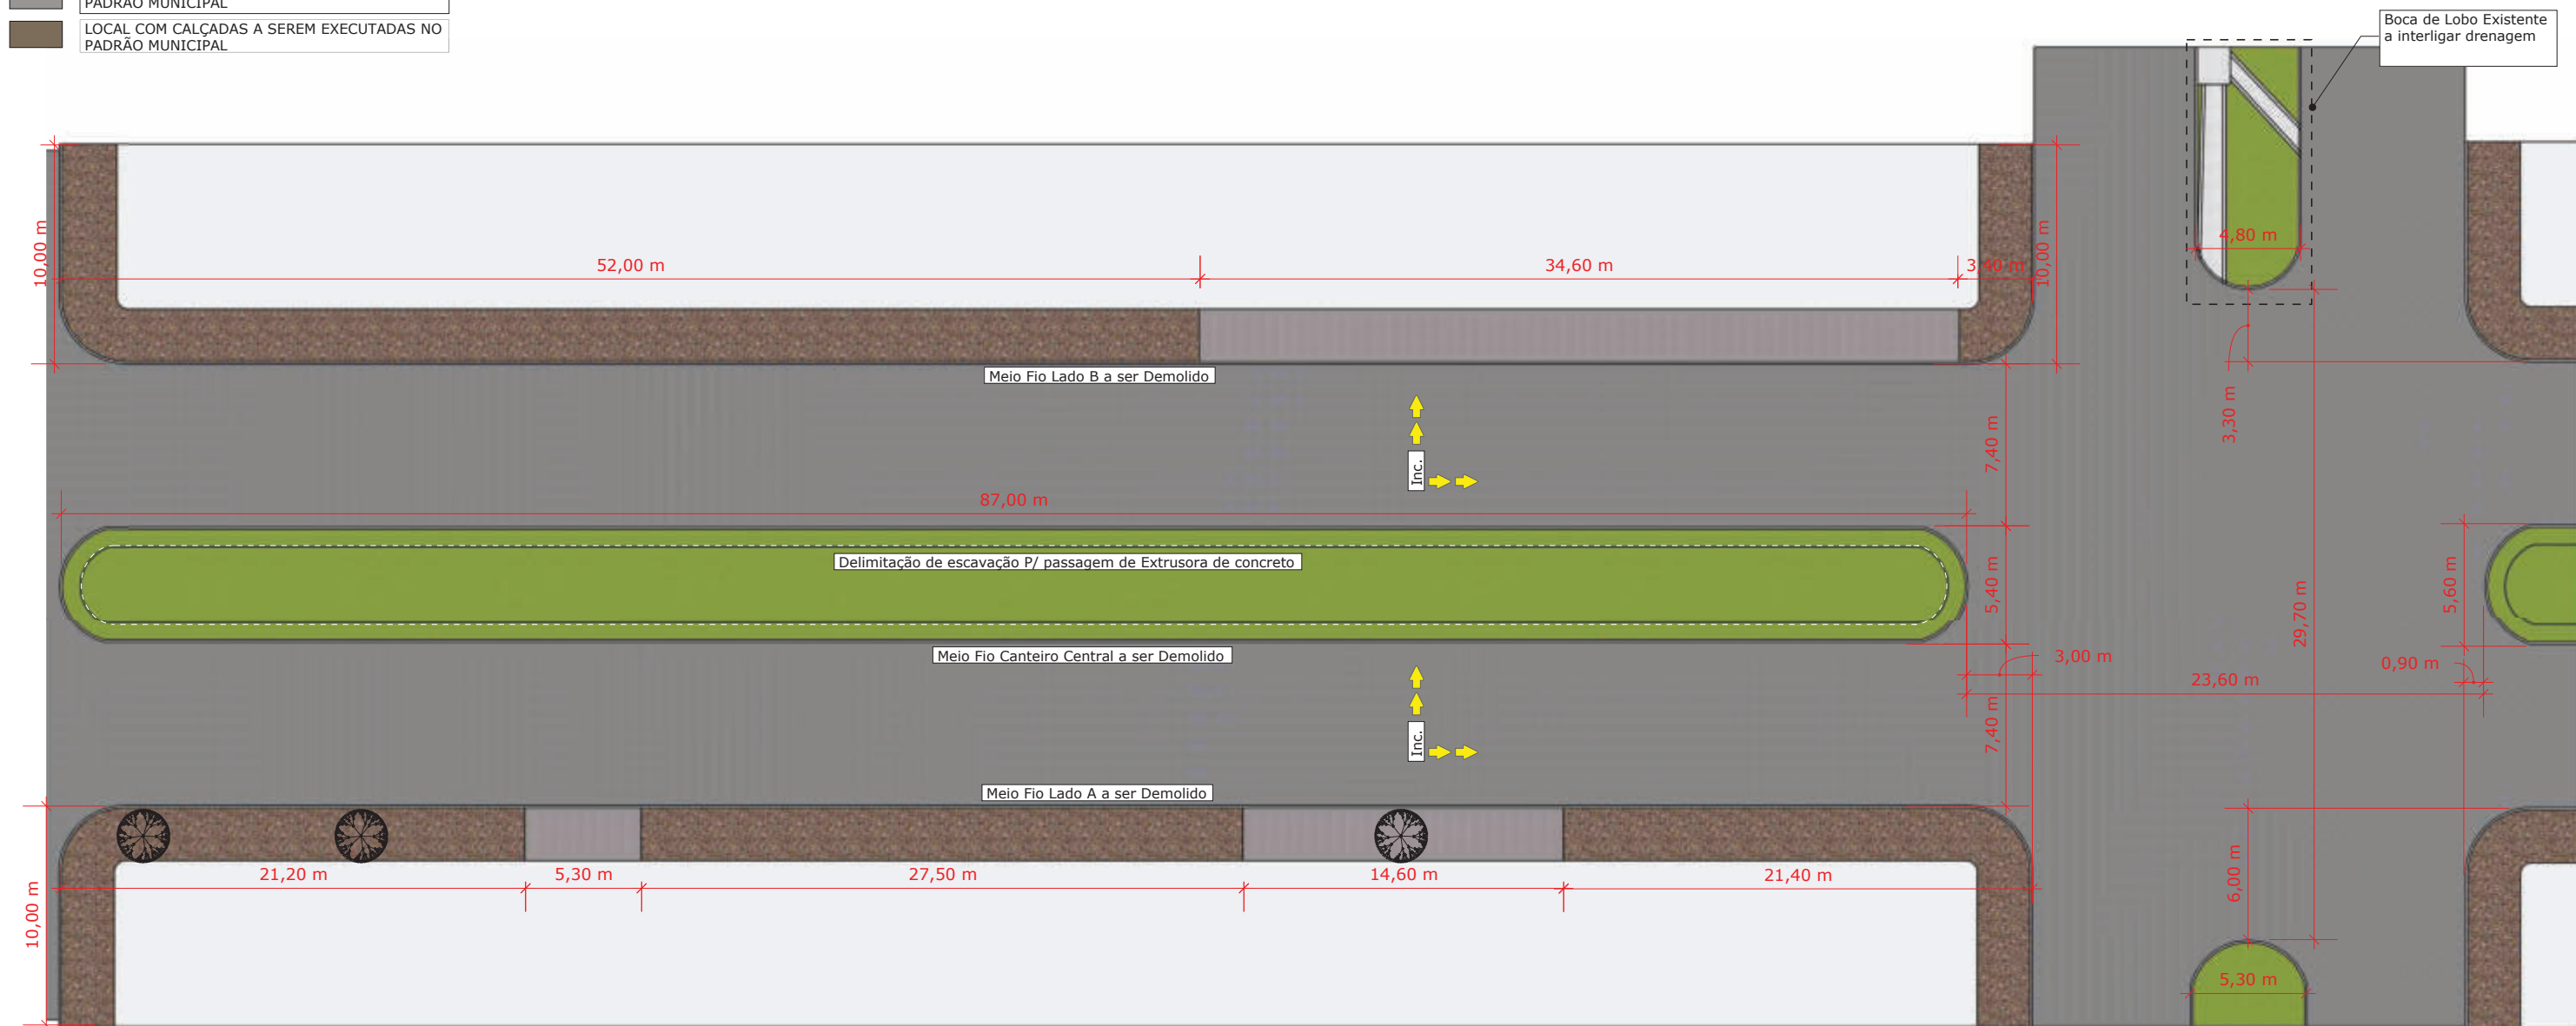 PADRÃO MUNICIPAL
LOCAL COM CALÇADAS A SEREM EXECUTADAS NO
PADRÃO MUNICIPAL
Boca de Lobo Existente
a interligar drenagem
10,00 m
52,00 m
34,60 m
3,40 m
10,00 m
4,80 m
Meio Fio Lado B a ser Demolido
3,30 m
7,40 m
Inc.
87,00 m
Delimitação de escavação P/ passagem de Extrusora de concreto
5,40 m
5,60 m
29,70 m
Meio Fio Canteiro Central a ser Demolido
3,00 m
0,90 m
23,60 m
7,40 m
Inc.
Meio Fio Lado A a ser Demolido
21,20 m
5,30 m
27,50 m
14,60 m
21,40 m
6,00 m
10,00 m
5,30 m